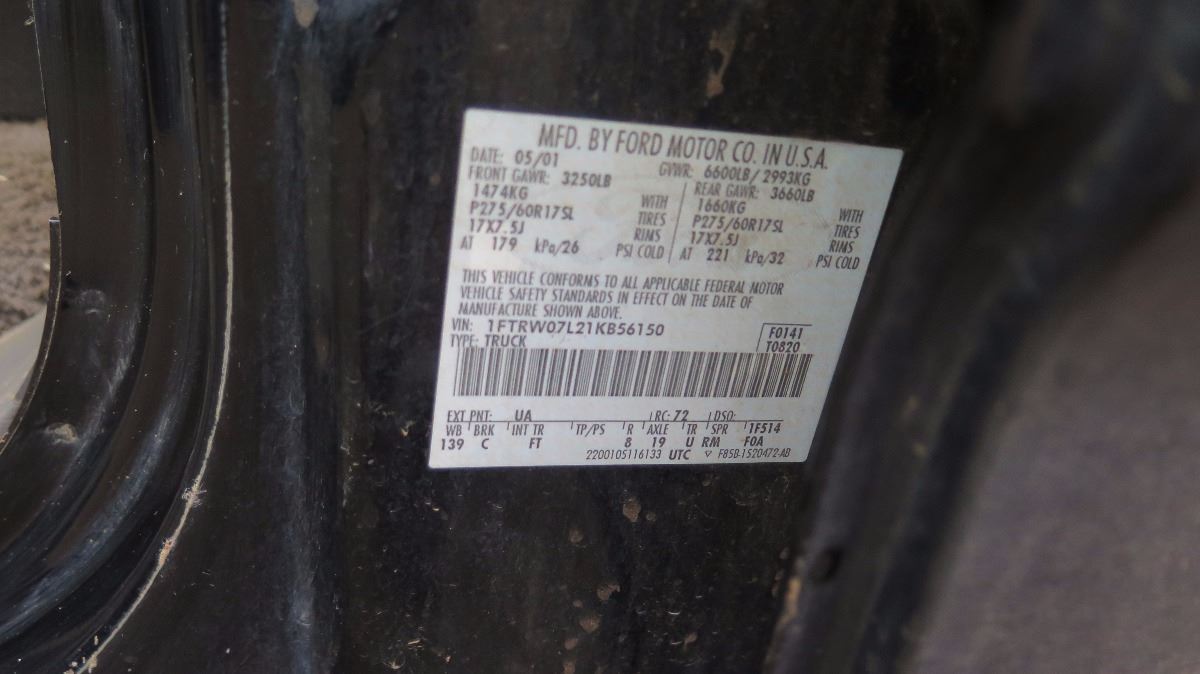 MFD. BY FORD MOTOR CO. IN U.S.A.
DATE: 05/01 GVWR: 6600LB/ 2993KG
FRONT GAWR: 3250LB REAR GAWR: 3660LB
1474KG WITH 1660KG WITH
P275/60R17SL TIRES P275/60R17SL TIRES
17X7.5J RIMS 17X7.5J RIMS
AT 179 kPa/26 PSI COLD AT 221 kPa/32 PSI COLD
THIS VEHICLE CONFORMS TO ALL APPLICABLE FEDERAL MOTOR
VEHICLE SAFETY STANDARDS IN EFFECT ON THE DATE OF
MANUFACTURE SHOWN ABOVE.
VIN: 1FTRW07L21KB56150 F0141
TYPE: TRUCK T0820
EXT PNT: UA RC: 72 DSO:
WB BRK INT TR TP/PS R AXLE TR SPR 1F514
139 C FT 8 19 U RM F0A
2200105116133 UTC F85B-1520472-AB